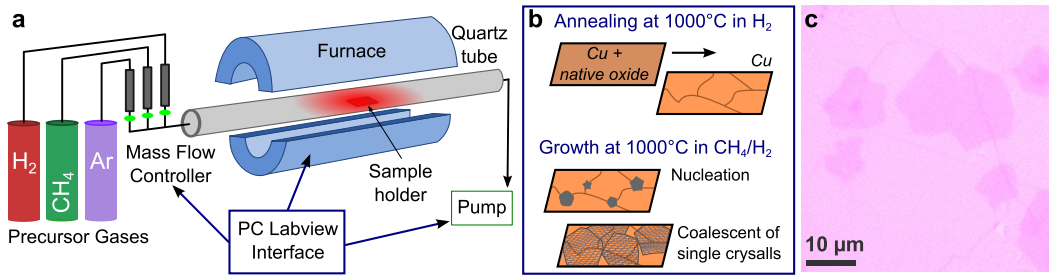 a
Furnace
Quartz
tube
H2
CH4
Ar
Mass Flow
Controller
Sample
holder
Precursor Gases
PC Labview
Interface
Pump
b
Annealing at 1000°C in H2
Cu +
native oxide
Cu
Growth at 1000°C in CH4/H2
Nucleation
Coalescent of
single crysalls
c
10 µm